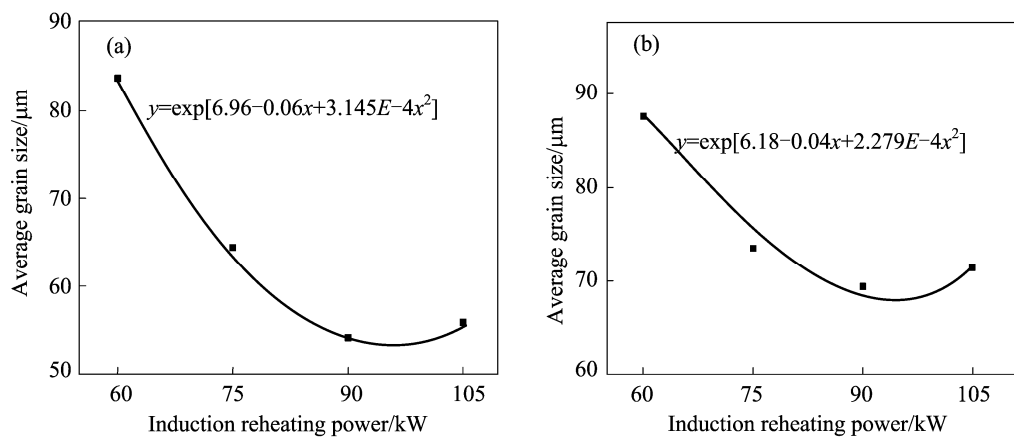 (a)
y=exp[6.96−0.06x+3.145E−4x²]
Average grain size/μm
90
80
70
60
50
60 75 90 105
Induction reheating power/kW
(b)
y=exp[6.18−0.04x+2.279E−4x²]
Average grain size/μm
90
80
70
60
60 75 90 105
Induction reheating power/kW